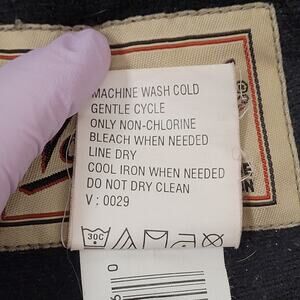 MACHINE WASH COLD
GENTLE CYCLE
ONLY NON-CHLORINE
BLEACH WHEN NEEDED
LINE DRY
COOL IRON WHEN NEEDED
DO NOT DRY CLEAN
V : 0029
30C